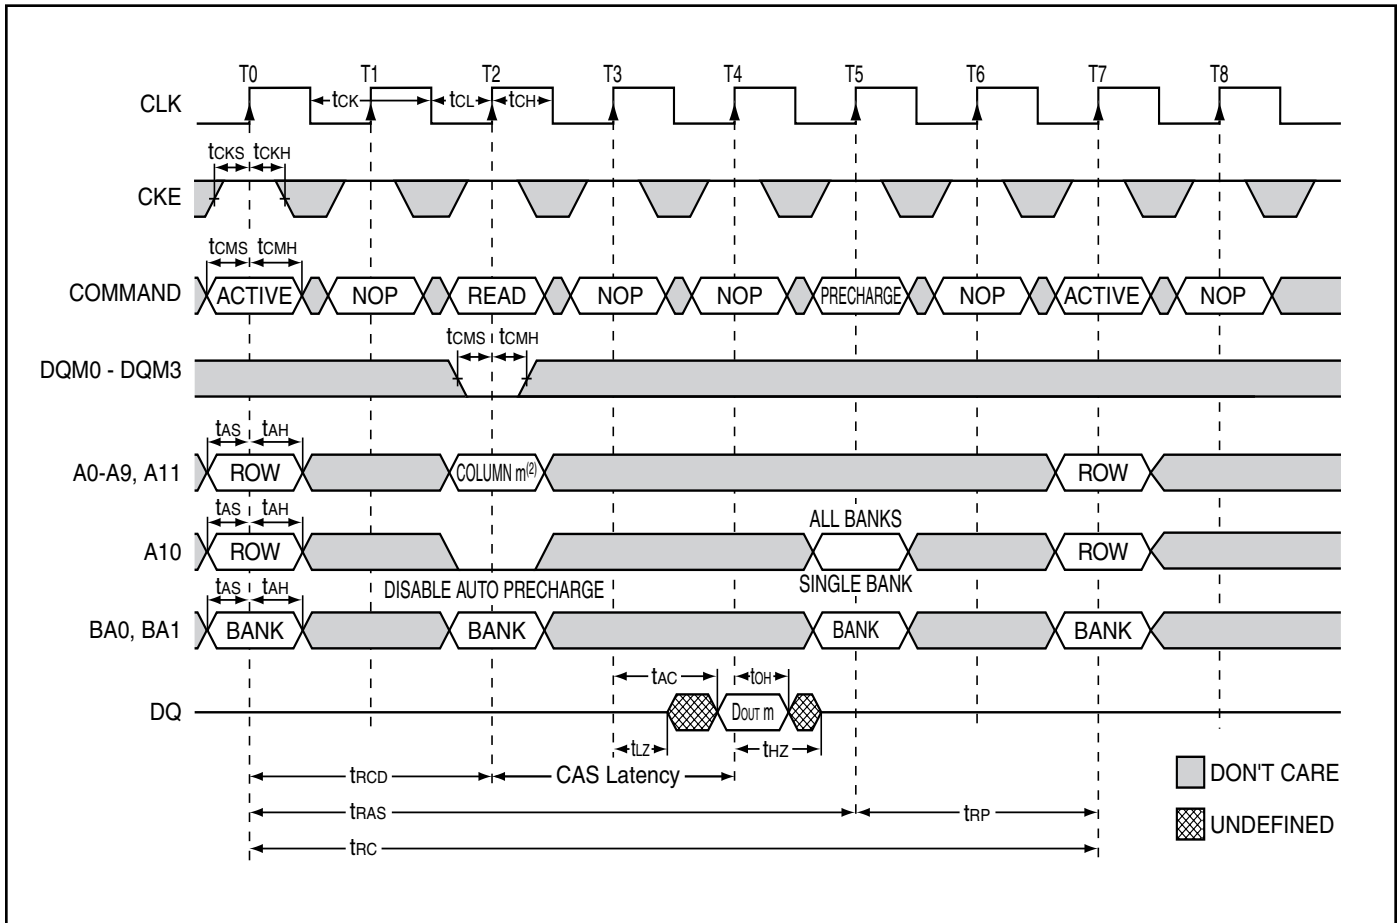 T0 T1 T2 T3 T4 T5 T6 T7 T8
CLK tCK tCL tCH
tCKS tCKH
CKE
tCMS tCMH
COMMAND ACTIVE NOP READ NOP NOP PRECHARGE NOP ACTIVE NOP
tCMS tCMH
DQM0 - DQM3
tAS tAH
A0-A9, A11 ROW COLUMN m(2) ROW
tAS tAH ALL BANKS
A10 ROW ROW
DISABLE AUTO PRECHARGE SINGLE BANK
tAS tAH
BA0, BA1 BANK BANK BANK BANK
tAC tOH
DQ DOUT m
tLZ tHZ
tRCD CAS Latency
DON'T CARE
tRAS tRP
UNDEFINED
tRC